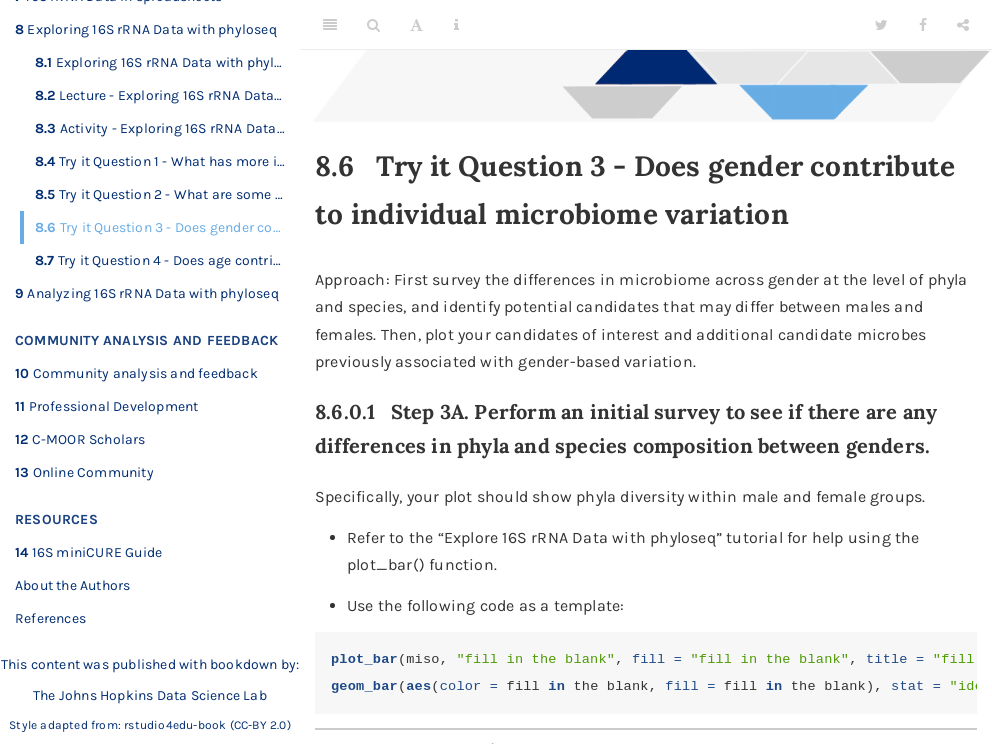 8 Exploring 16S rRNA Data with phyloseq
8.1 Exploring 16S rRNA Data with phyl...
8.2 Lecture - Exploring 16S rRNA Data...
8.3 Activity - Exploring 16S rRNA Data...
8.4 Try it Question 1 - What has more i...
8.5 Try it Question 2 - What are some ...
8.6 Try it Question 3 - Does gender co...
8.7 Try it Question 4 - Does age contri...
9 Analyzing 16S rRNA Data with phyloseq
COMMUNITY ANALYSIS AND FEEDBACK
10 Community analysis and feedback
11 Professional Development
12 C-MOOR Scholars
13 Online Community
RESOURCES
14 16S miniCURE Guide
About the Authors
References
This content was published with bookdown by:
The Johns Hopkins Data Science Lab
Style adapted from: rstudio4edu-book (CC-BY 2.0)
8.6 Try it Question 3 - Does gender contribute
to individual microbiome variation
Approach: First survey the differences in microbiome across gender at the level of phyla
and species, and identify potential candidates that may differ between males and
females. Then, plot your candidates of interest and additional candidate microbes
previously associated with gender-based variation.
8.6.0.1 Step 3A. Perform an initial survey to see if there are any
differences in phyla and species composition between genders.
Specifically, your plot should show phyla diversity within male and female groups.
• Refer to the “Explore 16S rRNA Data with phyloseq” tutorial for help using the
plot_bar() function.
• Use the following code as a template:
plot_bar(miso, "fill in the blank", fill = "fill in the blank", title = "fill
geom_bar(aes(color = fill in the blank, fill = fill in the blank), stat = "ide